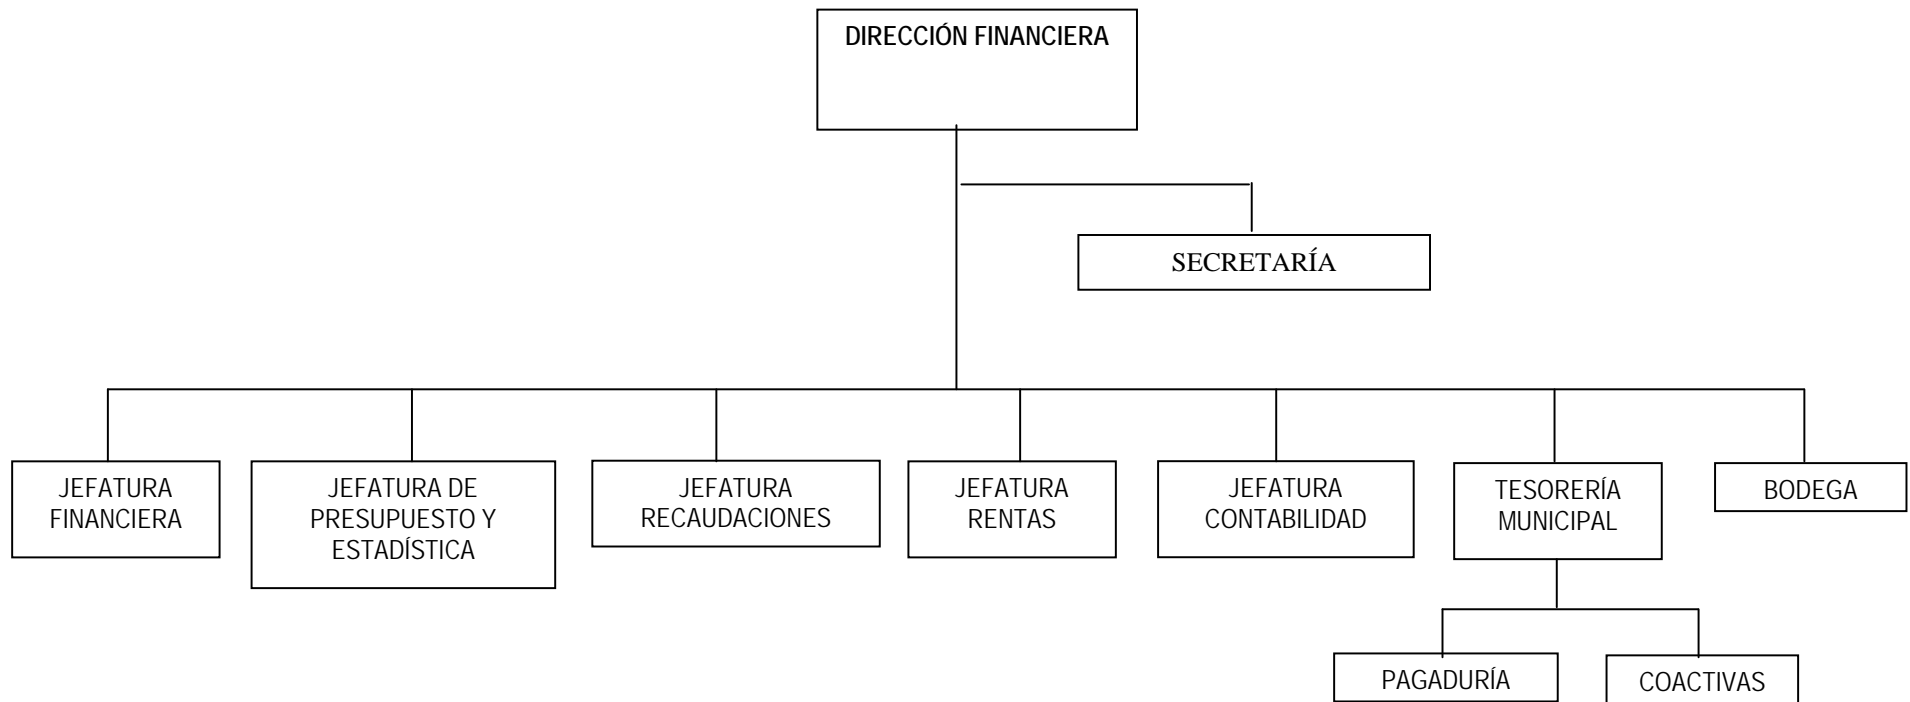 DIRECCIÓN FINANCIERA
SECRETARÍA
JEFATURA
FINANCIERA
JEFATURA DE
PRESUPUESTO Y
ESTADÍSTICA
JEFATURA
RECAUDACIONES
JEFATURA
RENTAS
JEFATURA
CONTABILIDAD
TESORERÍA
MUNICIPAL
BODEGA
PAGADURÍA
COACTIVAS